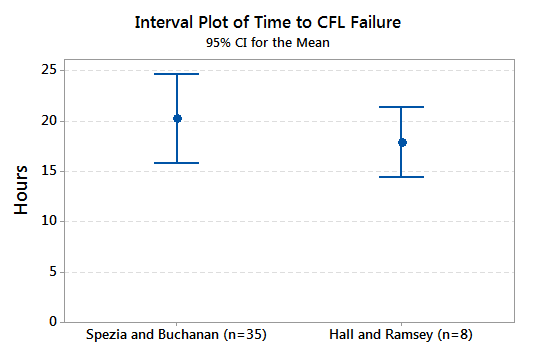 Interval Plot of Time to CFL Failure
95% CI for the Mean
Hours
25
20
15
10
5
0
Spezia and Buchanan (n=35)
Hall and Ramsey (n=8)